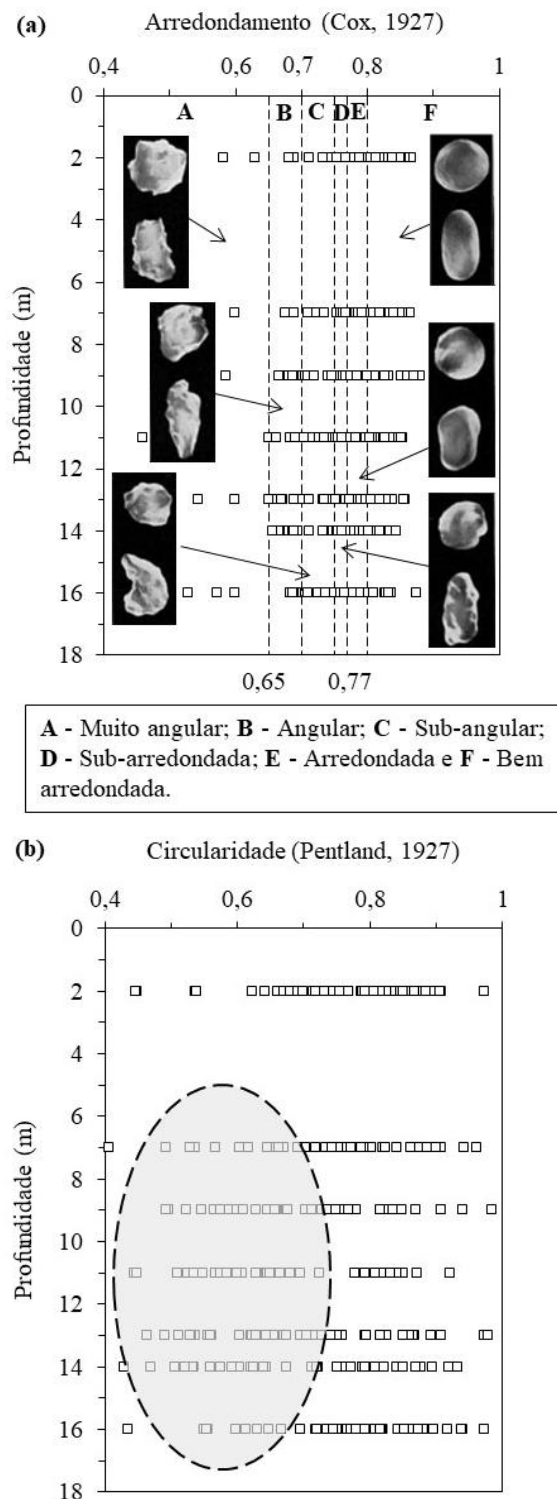 (a)
Arredondamento (Cox, 1927)
0,4 0,6 0,7 0,8 1
0
A B C D E F
2
4
6
8
10
12
14
16
18
Profundidade (m)
0,65 0,77
A - Muito angular; B - Angular; C - Sub-angular;
D - Sub-arredondada; E - Arredondada e F - Bem
arredondada.
(b)
Circularidade (Pentland, 1927)
0,4 0,6 0,8 1
0
2
4
6
8
10
12
14
16
18
Profundidade (m)